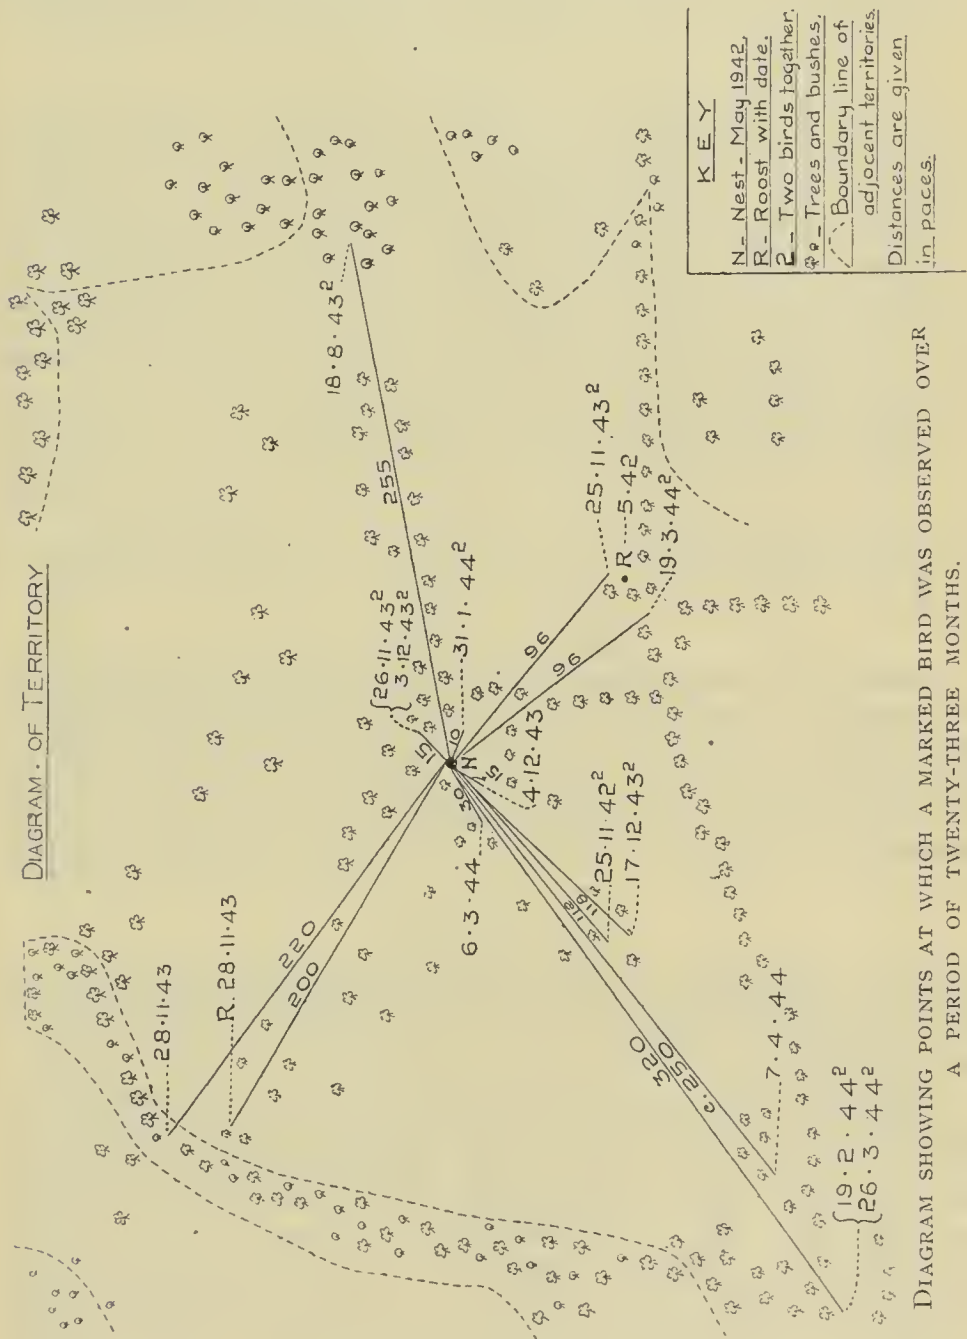 DIAGRAM · OF TERRITORY
28·11·43
R. 28·11·43
220
200
18·8·43²
255
{26·11·43²
3·12·43²
15
10
31·1·44²
N
30
15
6·3·44
4·12·43
96
96
25·11·43²
R 5·42
19·3·44²
118
118
25·11·42²
17·12·43²
320
c.250
7·4·44
{19·2·44²
26·3·44²
KEY
N – Nest – May 1942.
R – Roost with date.
2 – Two birds together.
– Trees and bushes.
Boundary line of
adjacent territories.
Distances are given
in paces.
DIAGRAM SHOWING POINTS AT WHICH A MARKED BIRD WAS OBSERVED OVER
A PERIOD OF TWENTY-THREE MONTHS.